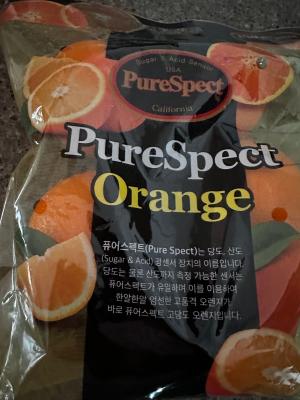 Sugar & Acid Sensor
USA
PureSpect
California
PureSpect
Orange
퓨어스펙트(Pure Spect)는 당도, 산도
(Sugar & Acid) 광센서 장치의 이름입니다.
당도는 물론 산도까지 측정 가능한 센서는
퓨어스펙트가 유일하며 이를 이용하여
한알한알 엄선한 고품격 오렌지가
바로 퓨어스펙트 고당도 오렌지입니다.